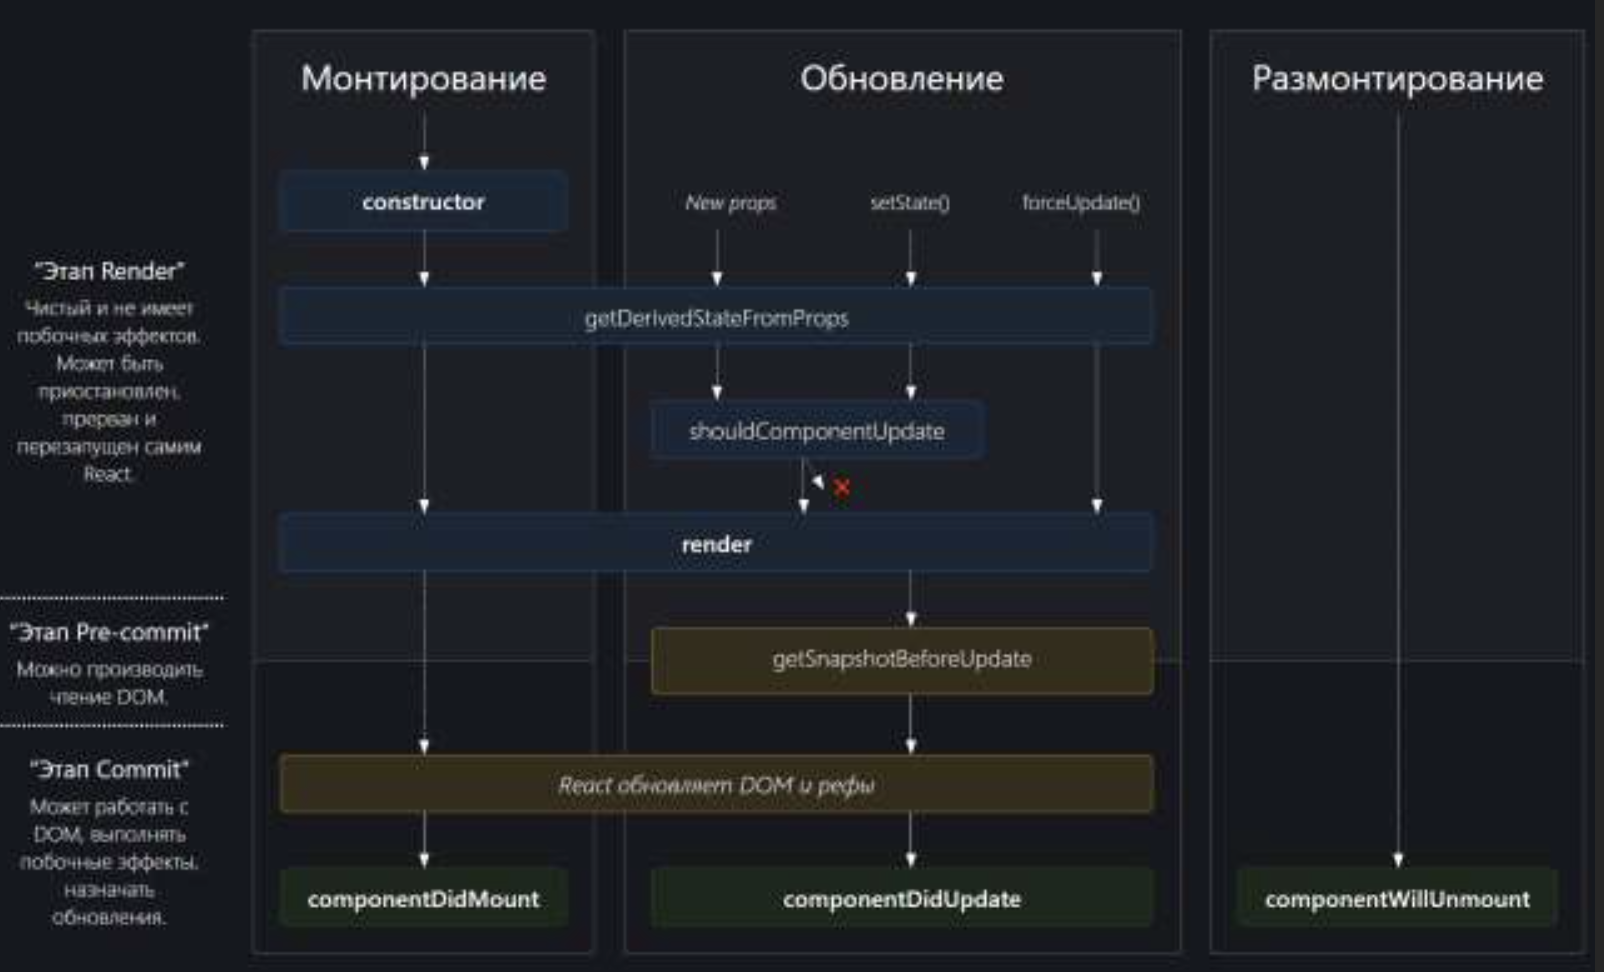 Монтирование
Обновление
Размонтирование
constructor
New props
setState()
forceUpdate()
"Этап Render"
Чистый и не имеет
побочных эффектов.
Может быть
приостановлен,
прерван и
перезапущен самим
React.
getDerivedStateFromProps
shouldComponentUpdate
render
"Этап Pre-commit"
Можно производить
чтение DOM.
getSnapshotBeforeUpdate
"Этап Commit"
Может работать с
DOM, выполнять
побочные эффекты,
назначать
обновления.
React обновляет DOM и рефы
componentDidMount
componentDidUpdate
componentWillUnmount